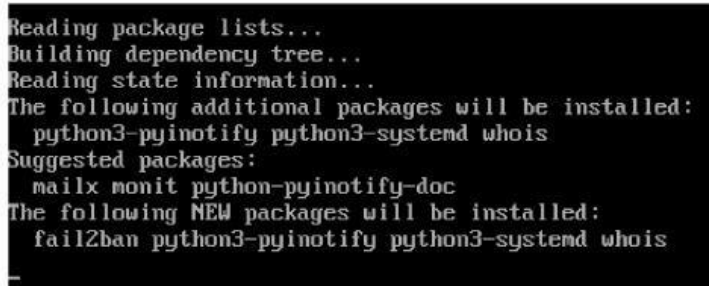 Reading package lists...
Building dependency tree...
Reading state information...
The following additional packages will be installed:
python3-pyinotify python3-systemd whois
Suggested packages:
mailx monit python-pyinotify-doc
The following NEW packages will be installed:
fail2ban python3-pyinotify python3-systemd whois